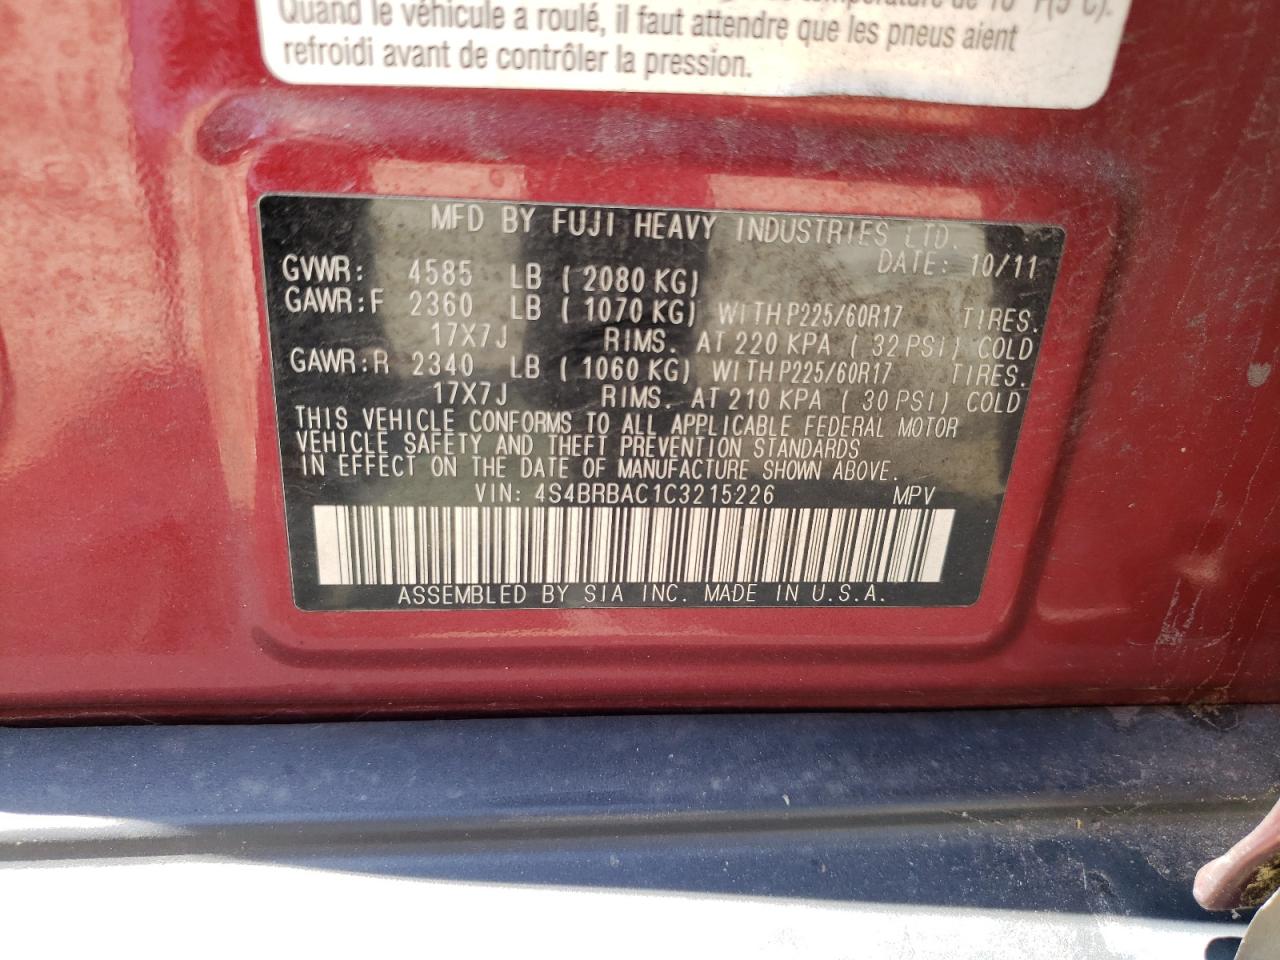 température de
Quand le véhicule a roulé, il faut attendre que les pneus aient
refroidi avant de contrôler la pression.
MFD BY FUJI HEAVY INDUSTRIES LTD.
DATE: 10/11
GVWR: 4585 LB (2080 KG)
GAWR:F 2360 LB (1070 KG) WITH P225/60R17 TIRES.
17X7J RIMS. AT 220 KPA (32 PSI) COLD
GAWR:R 2340 LB (1060 KG) WITH P225/60R17 TIRES.
17X7J RIMS. AT 210 KPA (30 PSI) COLD
THIS VEHICLE CONFORMS TO ALL APPLICABLE FEDERAL MOTOR
VEHICLE SAFETY AND THEFT PREVENTION STANDARDS
IN EFFECT ON THE DATE OF MANUFACTURE SHOWN ABOVE.
VIN: 4S4BRBAC1C3215226 MPV
ASSEMBLED BY SIA INC. MADE IN U.S.A.